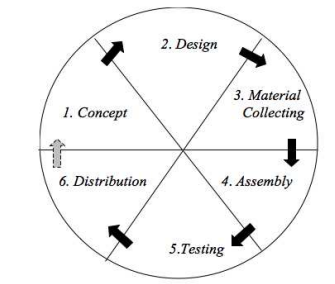 1. Concept
2. Design
3. Material
Collecting
4. Assembly
5.Testing
6. Distribution